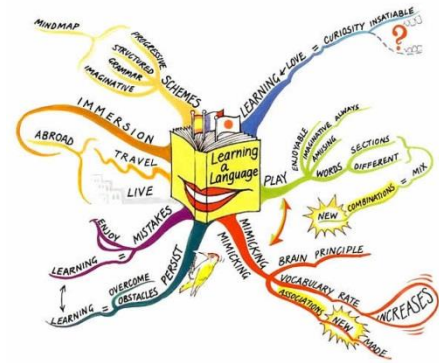 Learning
a
Language
LEARNING & LOVE = CURIOSITY INSATIABLE
?
PLAY
ENJOYABLE
IMAGINATIVE ALWAYS
AMUSING
WORDS
SECTIONS
DIFFERENT
MIX
= COMBINATIONS
NEW
MIMICKING
MIMICKING
BRAIN PRINCIPLE
VOCABULARY RATE
INCREASES
ASSOCIATION
NEW
MADE
PERSIST
OVERCOME
OBSTACLES
= LEARNING
MISTAKES
ENJOY
= LEARNING
IMMERSION
ABROAD
TRAVEL
LIVE
SCHEMES
PROGRESSIVE
STRUCTURED
GRAMMAR
IMAGINATIVE
MINDMAP